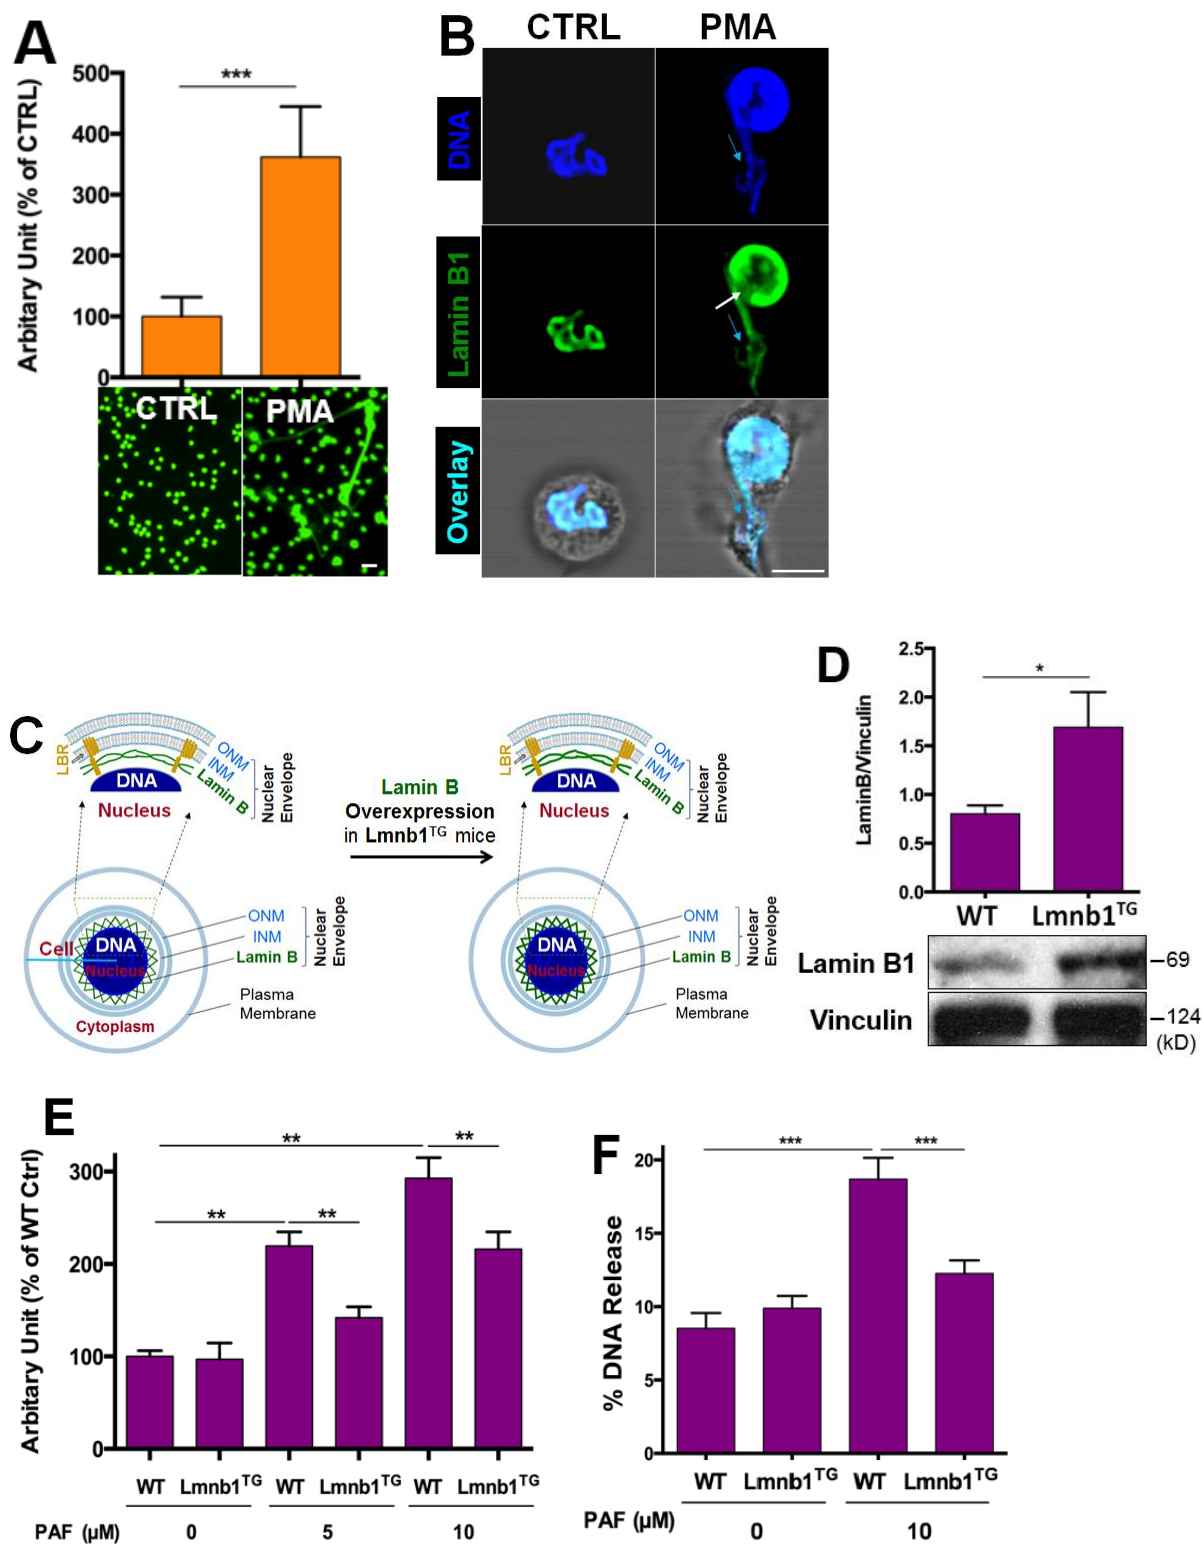 A
Arbitary Unit (% of CTRL)
500
400
300
200
100
0
***
CTRL
PMA
B
CTRL
PMA
DNA
Lamin B1
Overlay
C
LBR
ONM
INM
Lamin B
DNA
Nucleus
Nuclear
Envelope
Cell
DNA
Nucleus
Cytoplasm
ONM
INM
Lamin B
Nuclear
Envelope
Plasma
Membrane
Lamin B
Overexpression
in Lmnb1TG mice
LBR
ONM
INM
Lamin B
DNA
Nucleus
Nuclear
Envelope
DNA
Nucleus
ONM
INM
Lamin B
Nuclear
Envelope
Plasma
Membrane
D
LaminB/Vinculin
2.5
2.0
1.5
1.0
0.5
0.0
*
WT Lmnb1TG
Lamin B1 –69
Vinculin –124
(kD)
E
Arbitary Unit (% of WT Ctrl)
300
200
100
0
** **
** **
WT Lmnb1TG WT Lmnb1TG WT Lmnb1TG
PAF (μM) 0 5 10
F
% DNA Release
20
15
10
5
0
*** ***
WT Lmnb1TG WT Lmnb1TG
PAF (μM) 0 10